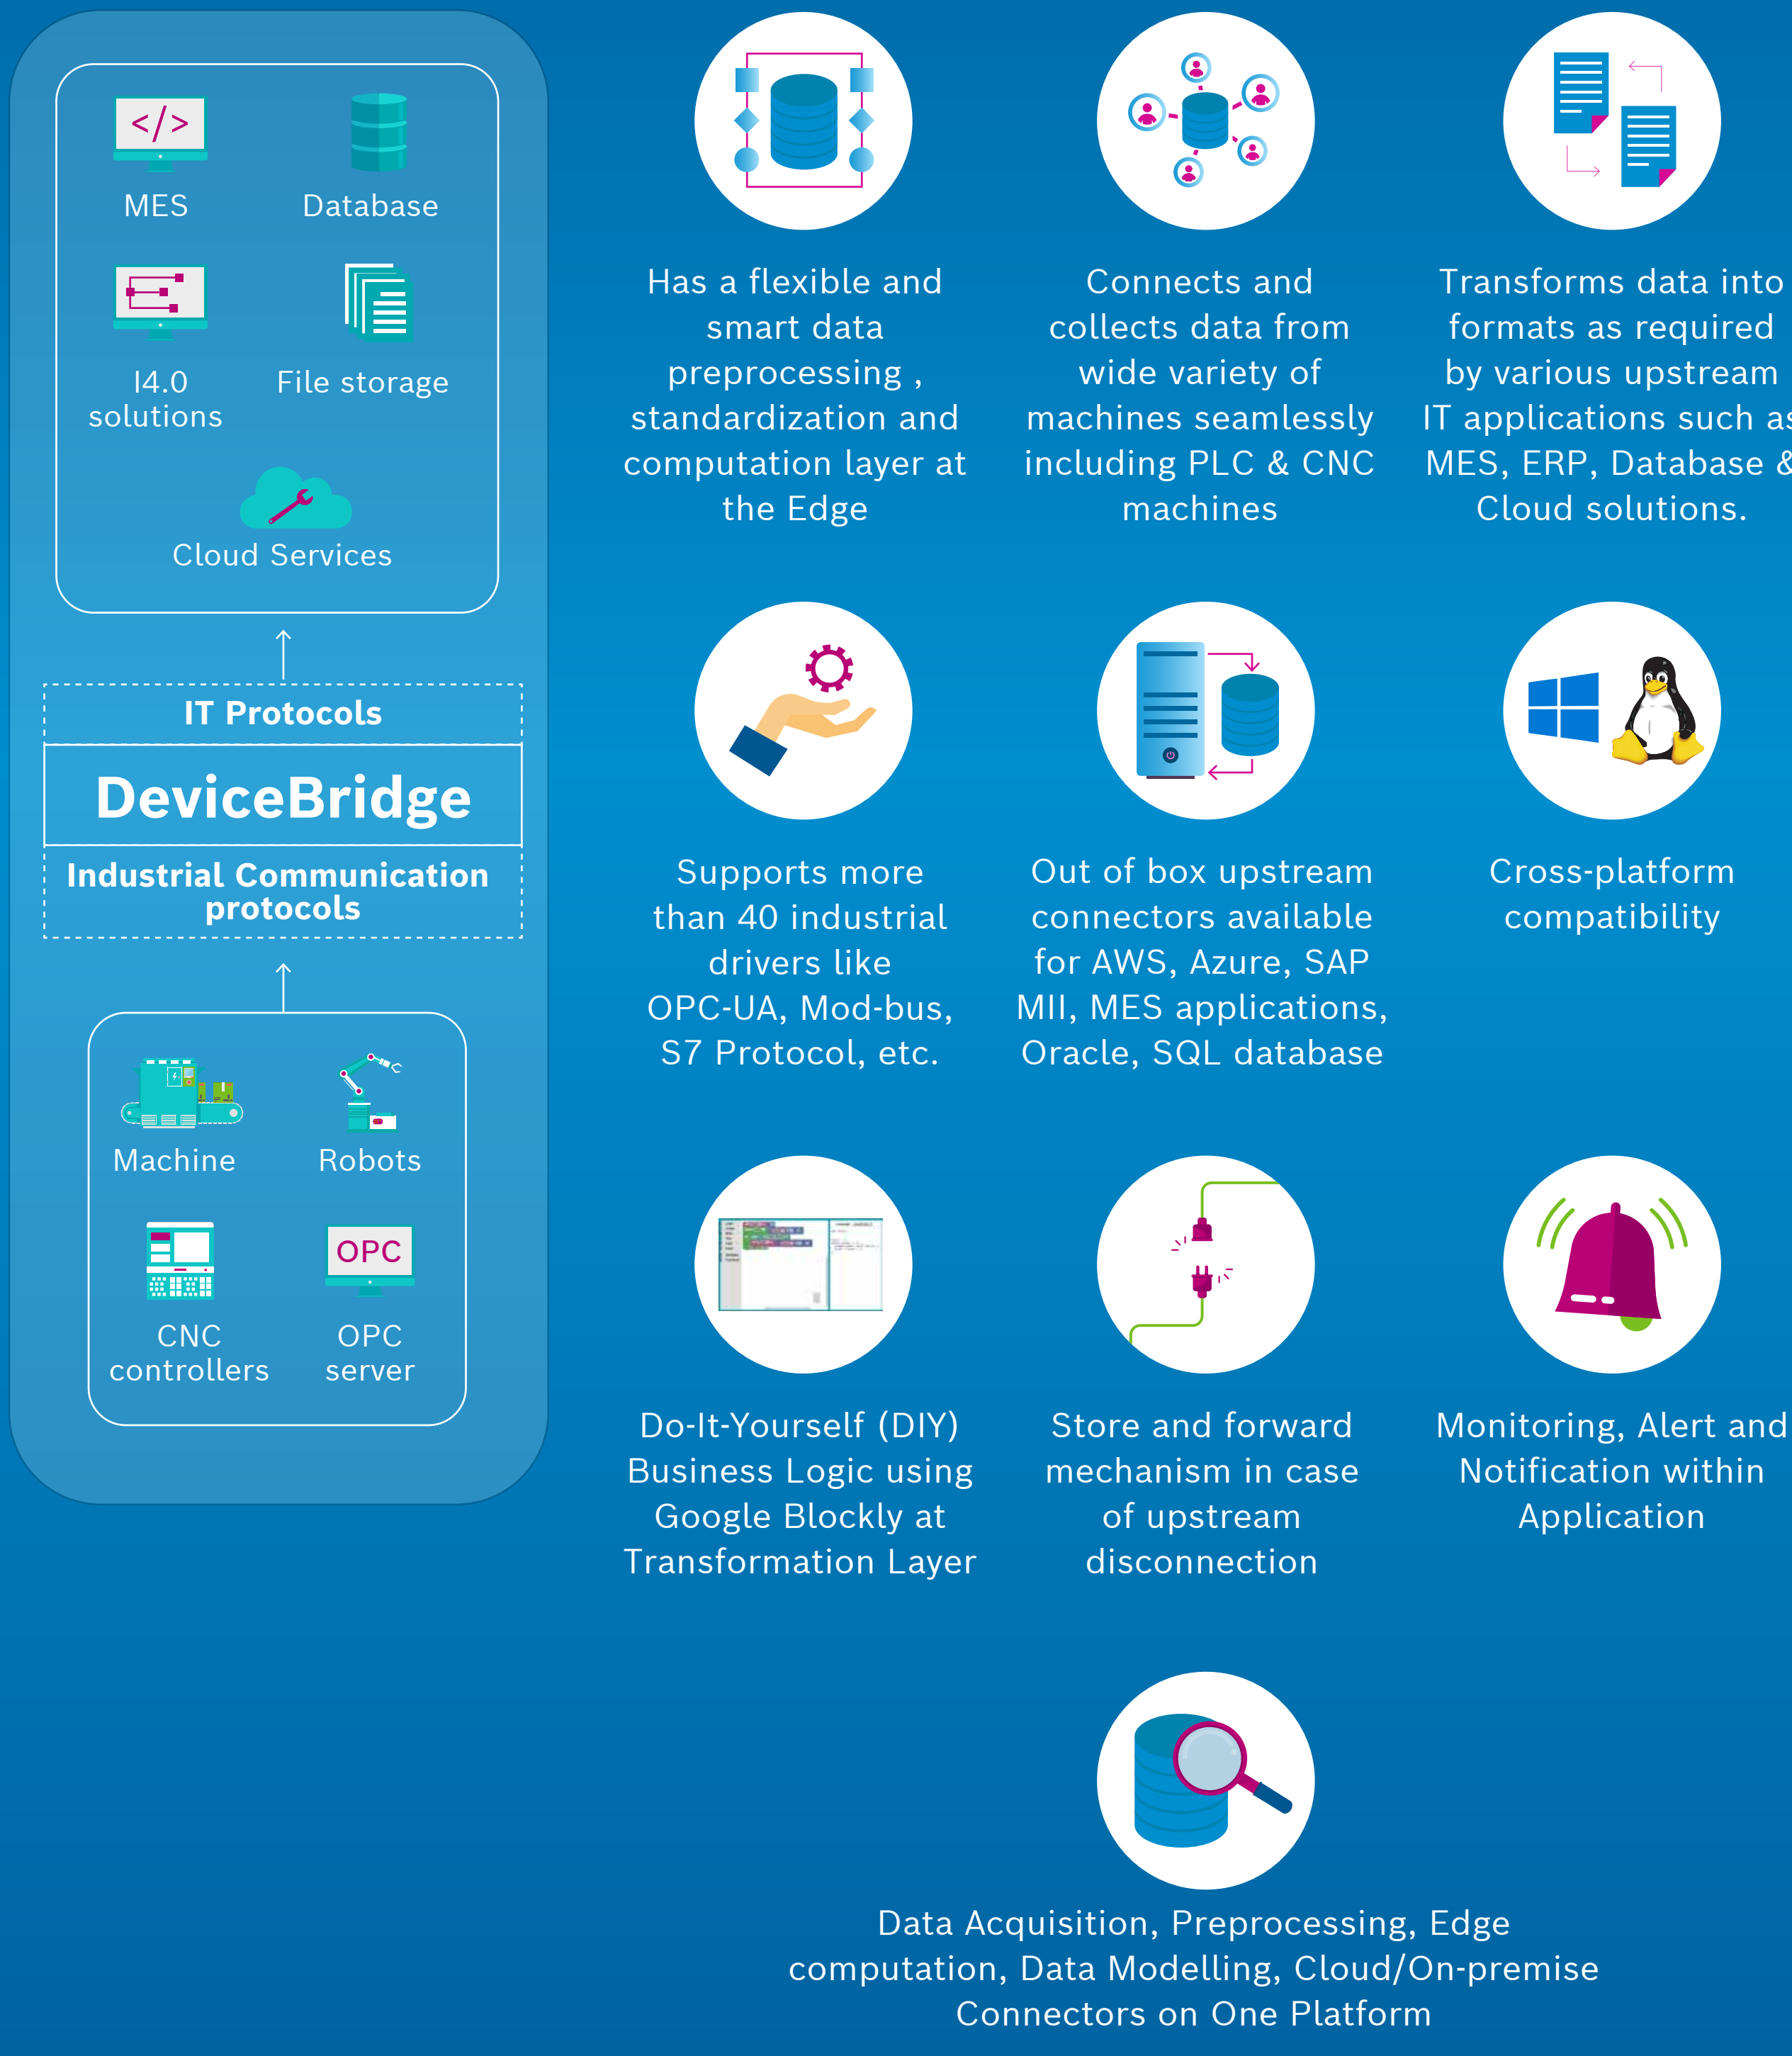 </>
MES
Database
I4.0
solutions
File storage
Cloud Services
IT Protocols
DeviceBridge
Industrial Communication
protocols
Machine
Robots
CNC
controllers
OPC
OPC
server
Has a flexible and
smart data
preprocessing ,
standardization and
computation layer at
the Edge
Connects and
collects data from
wide variety of
machines seamlessly
including PLC & CNC
machines
Transforms data into
formats as required
by various upstream
IT applications such as
MES, ERP, Database &
Cloud solutions.
Supports more
than 40 industrial
drivers like
OPC-UA, Mod-bus,
S7 Protocol, etc.
Out of box upstream
connectors available
for AWS, Azure, SAP
MII, MES applications,
Oracle, SQL database
Cross-platform
compatibility
Do-It-Yourself (DIY)
Business Logic using
Google Blockly at
Transformation Layer
Store and forward
mechanism in case
of upstream
disconnection
Monitoring, Alert and
Notification within
Application
Data Acquisition, Preprocessing, Edge
computation, Data Modelling, Cloud/On-premise
Connectors on One Platform